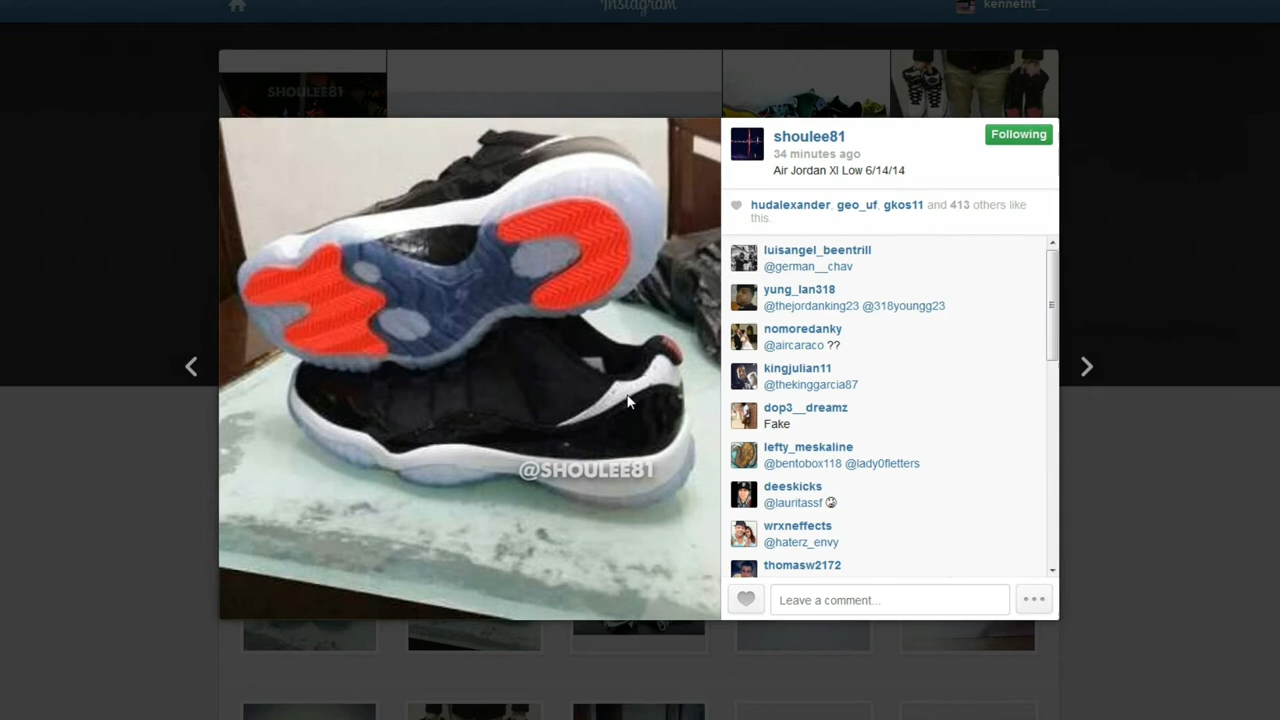 Instagram
kennetht__
SHOULEE81
shoulee81
Following
34 minutes ago
Air Jordan XI Low 6/14/14
hudalexander, geo_uf, gkos11 and 413 others like
this.
luisangel_beentrill
@german__chav
yung_lan318
@thejordanking23 @318youngg23
nomoredanky
@aircaraco ??
kingjulian11
@thekinggarcia87
dop3__dreamz
Fake
lefty_meskaline
@bentobox118 @lady0fletters
deeskicks
@lauritassf
wrxneffects
@haterz_envy
thomasw2172
@SHOULEE81
Leave a comment...